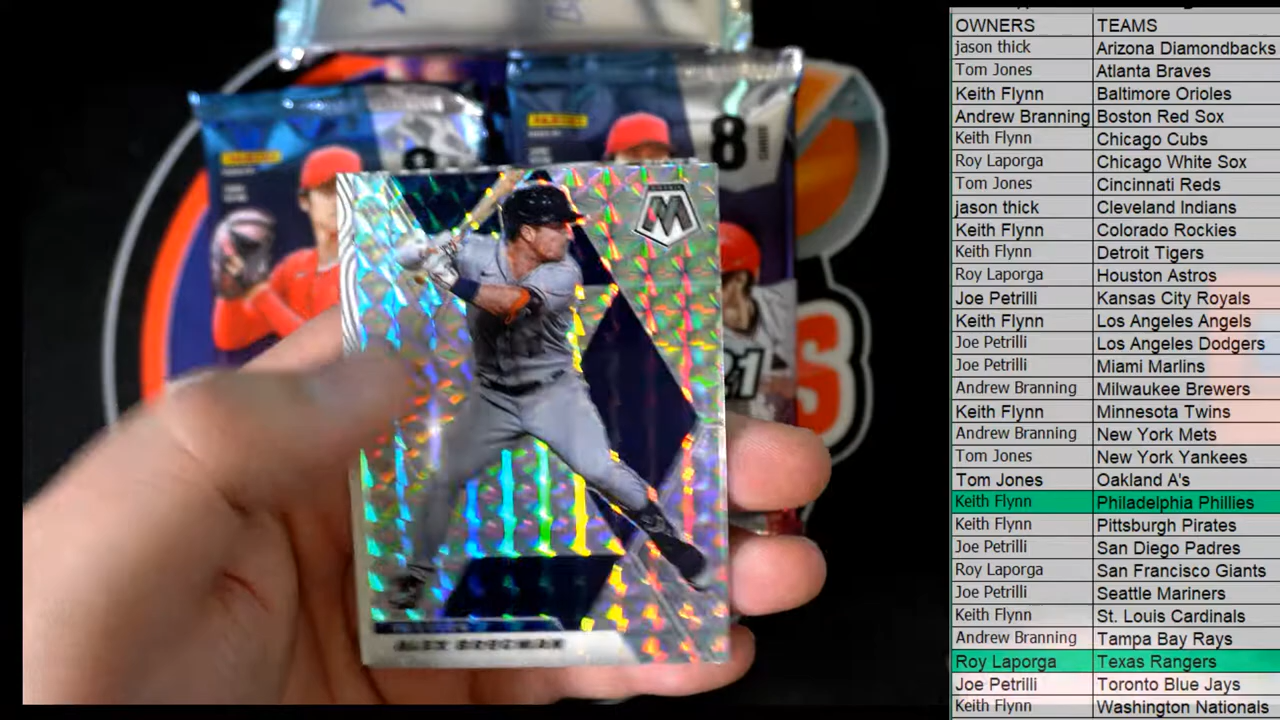 OWNERS TEAMS
jason thick Arizona Diamondbacks
Tom Jones Atlanta Braves
Keith Flynn Baltimore Orioles
Andrew Branning Boston Red Sox
Keith Flynn Chicago Cubs
Roy Laporga Chicago White Sox
Tom Jones Cincinnati Reds
jason thick Cleveland Indians
Keith Flynn Colorado Rockies
Keith Flynn Detroit Tigers
Roy Laporga Houston Astros
Joe Petrilli Kansas City Royals
Keith Flynn Los Angeles Angels
Joe Petrilli Los Angeles Dodgers
Joe Petrilli Miami Marlins
Andrew Branning Milwaukee Brewers
Keith Flynn Minnesota Twins
Andrew Branning New York Mets
Tom Jones New York Yankees
Tom Jones Oakland A's
Keith Flynn Philadelphia Phillies
Keith Flynn Pittsburgh Pirates
Joe Petrilli San Diego Padres
Roy Laporga San Francisco Giants
Joe Petrilli Seattle Mariners
Keith Flynn St. Louis Cardinals
Andrew Branning Tampa Bay Rays
Roy Laporga Texas Rangers
Joe Petrilli Toronto Blue Jays
Keith Flynn Washington Nationals
PANINI
PANINI
8
M
21
S
ALEX BREGMAN